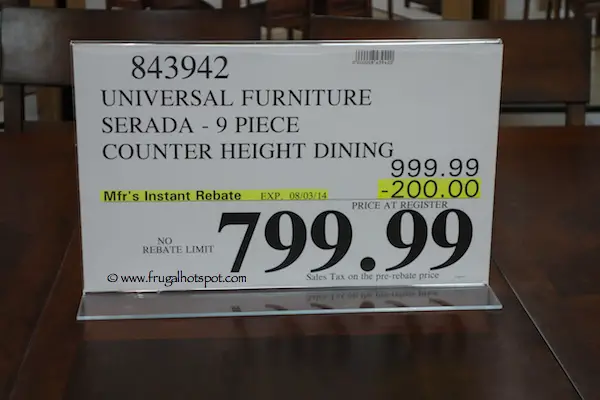 843942
UNIVERSAL FURNITURE
SERADA - 9 PIECE
COUNTER HEIGHT DINING
999.99
Mfr's Instant Rebate EXP. 08/03/14 -200.00
PRICE AT REGISTER
NO
REBATE LIMIT
799.99
Sales Tax on the pre-rebate price
© www.frugalhotspot.com